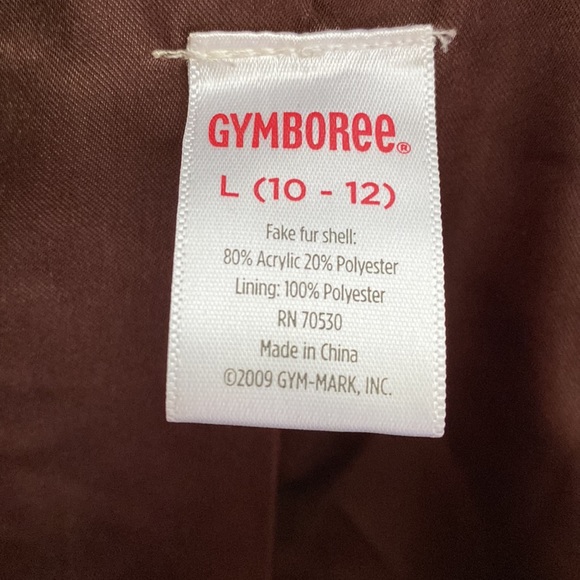 GYMBOREE®
L (10 - 12)
Fake fur shell:
80% Acrylic 20% Polyester
Lining: 100% Polyester
RN 70530
Made in China
©2009 GYM-MARK, INC.